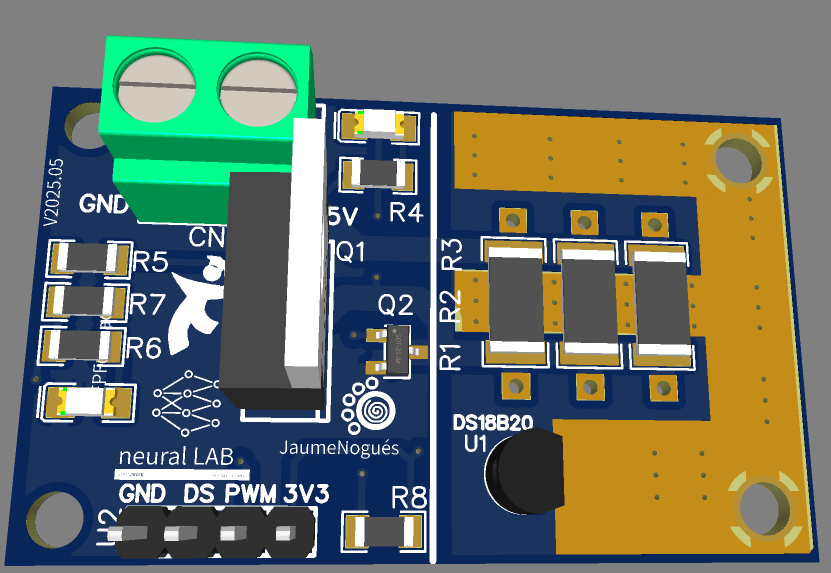 V2025.05
GND
5V
CN
R4
R5
Q1
R3
R7
Q2
R2
R6
R1
DS18B20
U1
neural LAB
JaumeNogués
GND DS PWM 3V3
R8